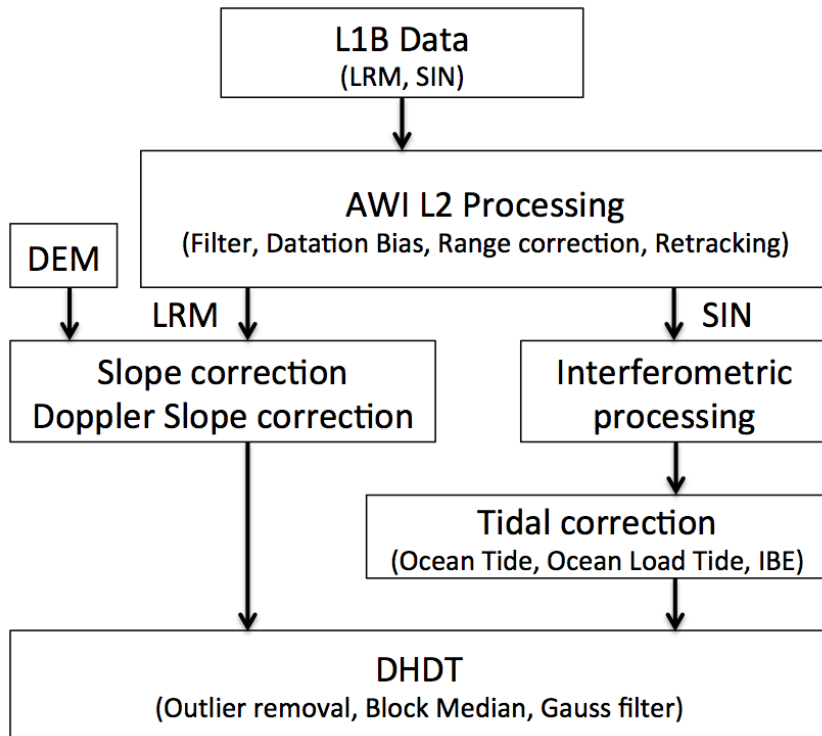 L1B Data
(LRM, SIN)
AWI L2 Processing
(Filter, Datation Bias, Range correction, Retracking)
DEM
LRM
SIN
Slope correction
Doppler Slope correction
Interferometric
processing
Tidal correction
(Ocean Tide, Ocean Load Tide, IBE)
DHDT
(Outlier removal, Block Median, Gauss filter)